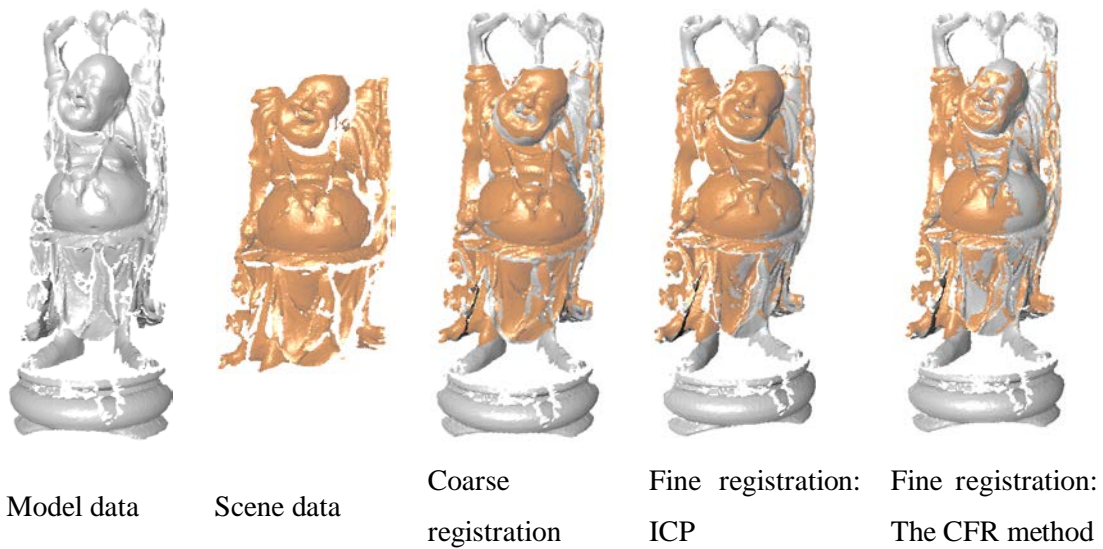 Model data
Scene data
Coarse
registration
Fine registration:
ICP
Fine registration:
The CFR method